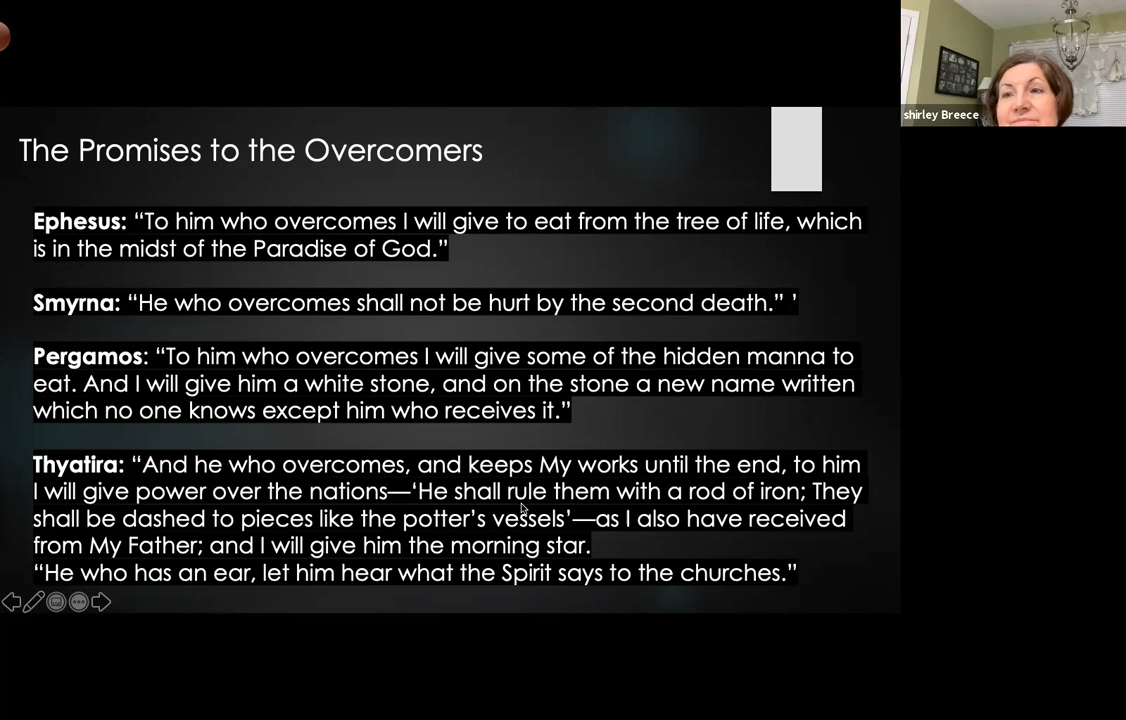 shirley Breece
The Promises to the Overcomers
Ephesus: “To him who overcomes I will give to eat from the tree of life, which
is in the midst of the Paradise of God.”
Smyrna: “He who overcomes shall not be hurt by the second death.” ’
Pergamos: “To him who overcomes I will give some of the hidden manna to
eat. And I will give him a white stone, and on the stone a new name written
which no one knows except him who receives it.”
Thyatira: “And he who overcomes, and keeps My works until the end, to him
I will give power over the nations—‘He shall rule them with a rod of iron; They
shall be dashed to pieces like the potter’s vessels’—as I also have received
from My Father; and I will give him the morning star.
“He who has an ear, let him hear what the Spirit says to the churches.”